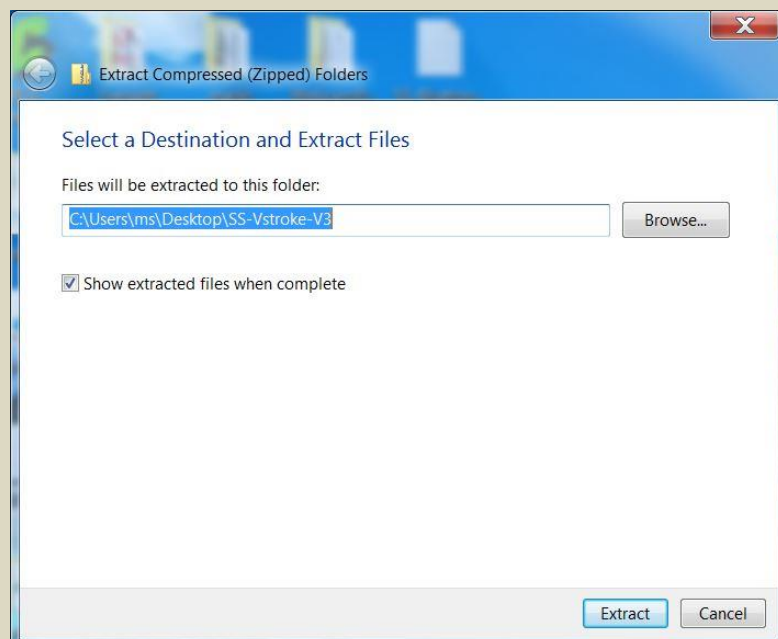 Extract Compressed (Zipped) Folders
Select a Destination and Extract Files
Files will be extracted to this folder:
C:\Users\ms\Desktop\SS-Vstroke-V3
Browse...
Show extracted files when complete
Extract
Cancel